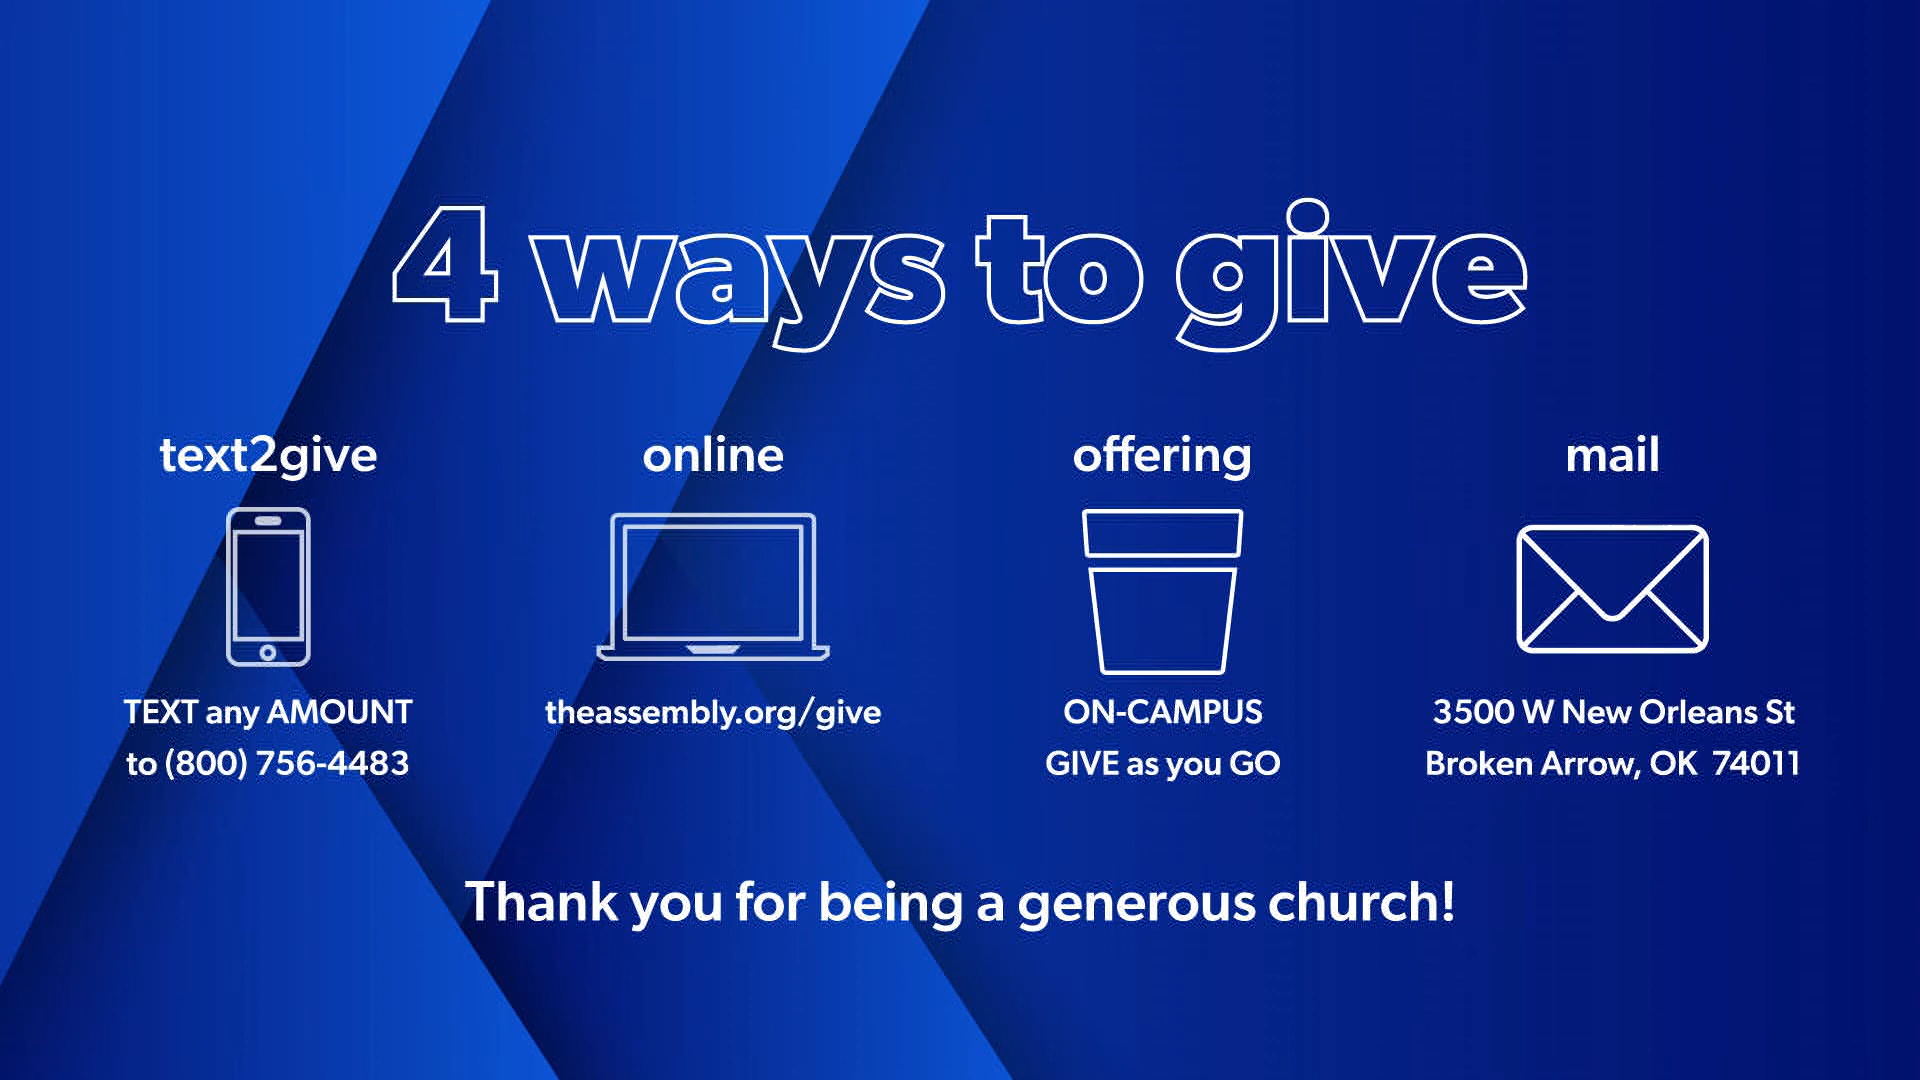 4 ways to give
text2give
TEXT any AMOUNT
to (800) 756-4483
online
theassembly.org/give
offering
ON-CAMPUS
GIVE as you GO
mail
3500 W New Orleans St
Broken Arrow, OK  74011
Thank you for being a generous church!